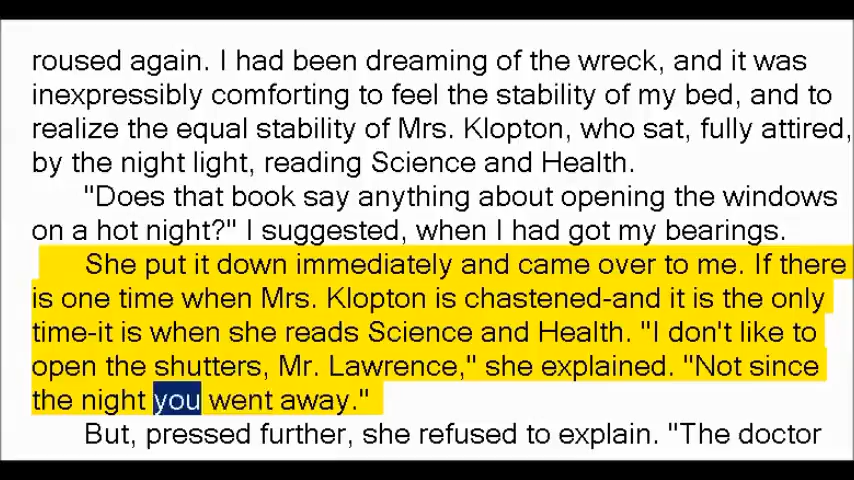 roused again. I had been dreaming of the wreck, and it was
inexpressibly comforting to feel the stability of my bed, and to
realize the equal stability of Mrs. Klopton, who sat, fully attired,
by the night light, reading Science and Health.
"Does that book say anything about opening the windows
on a hot night?" I suggested, when I had got my bearings.
She put it down immediately and came over to me. If there
is one time when Mrs. Klopton is chastened-and it is the only
time-it is when she reads Science and Health. "I don't like to
open the shutters, Mr. Lawrence," she explained. "Not since
the night you went away."
But, pressed further, she refused to explain. "The doctor